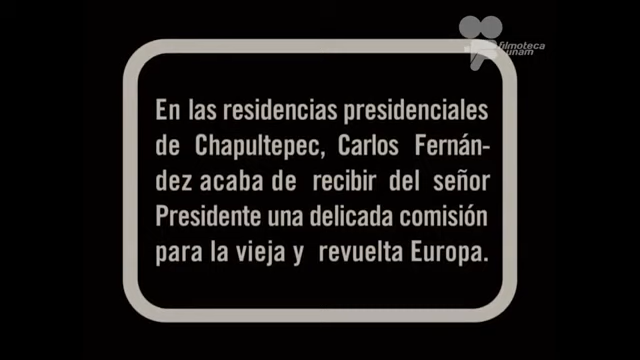 filmoteca
unam
En las residencias presidenciales
de Chapultepec, Carlos Fernán-
dez acaba de recibir del señor
Presidente una delicada comisión
para la vieja y revuelta Europa.